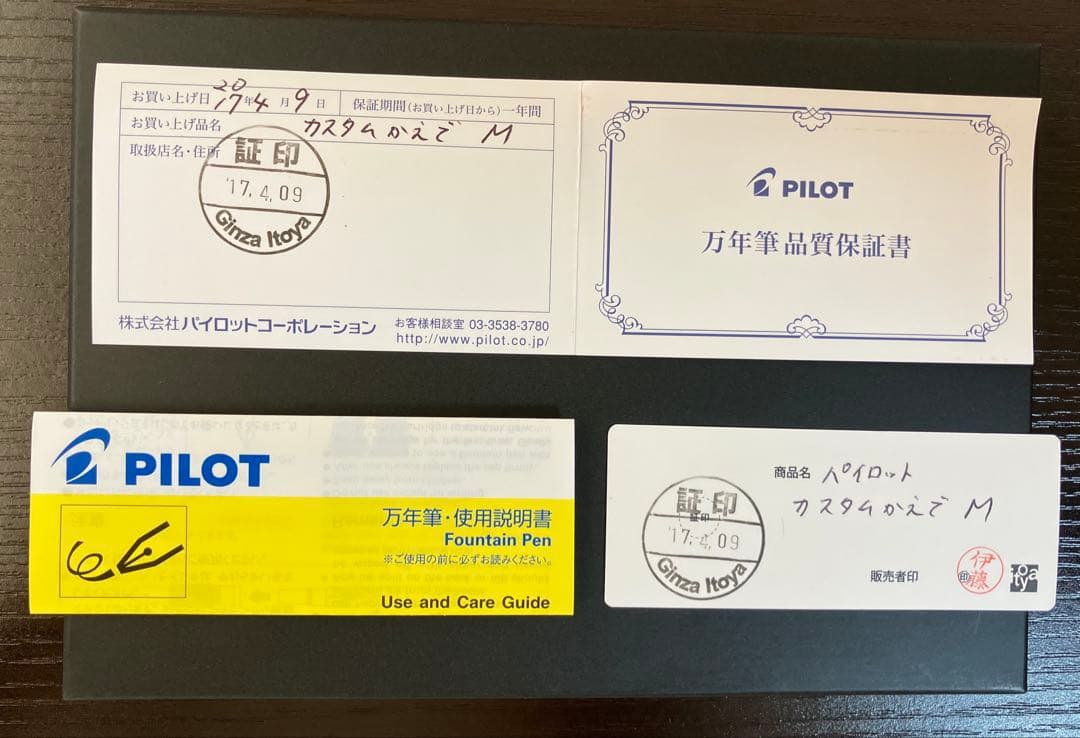 お買い上げ日 2017年4月9日 保証期間(お買い上げ日から)一年間
お買い上げ品名 カスタムかえで M
取扱店名・住所
証印
'17.4.09
Ginza Itoya
株式会社パイロットコーポレーション お客様相談室 03-3538-3780
http://www.pilot.co.jp/
PILOT
万年筆品質保証書
PILOT
万年筆・使用説明書
Fountain Pen
※ご使用の前に必ずお読みください。
Use and Care Guide
商品名 パイロット
カスタムかえで M
証印
証印
'17.4.09
Ginza Itoya
販売者印 印 伊藤 itoya